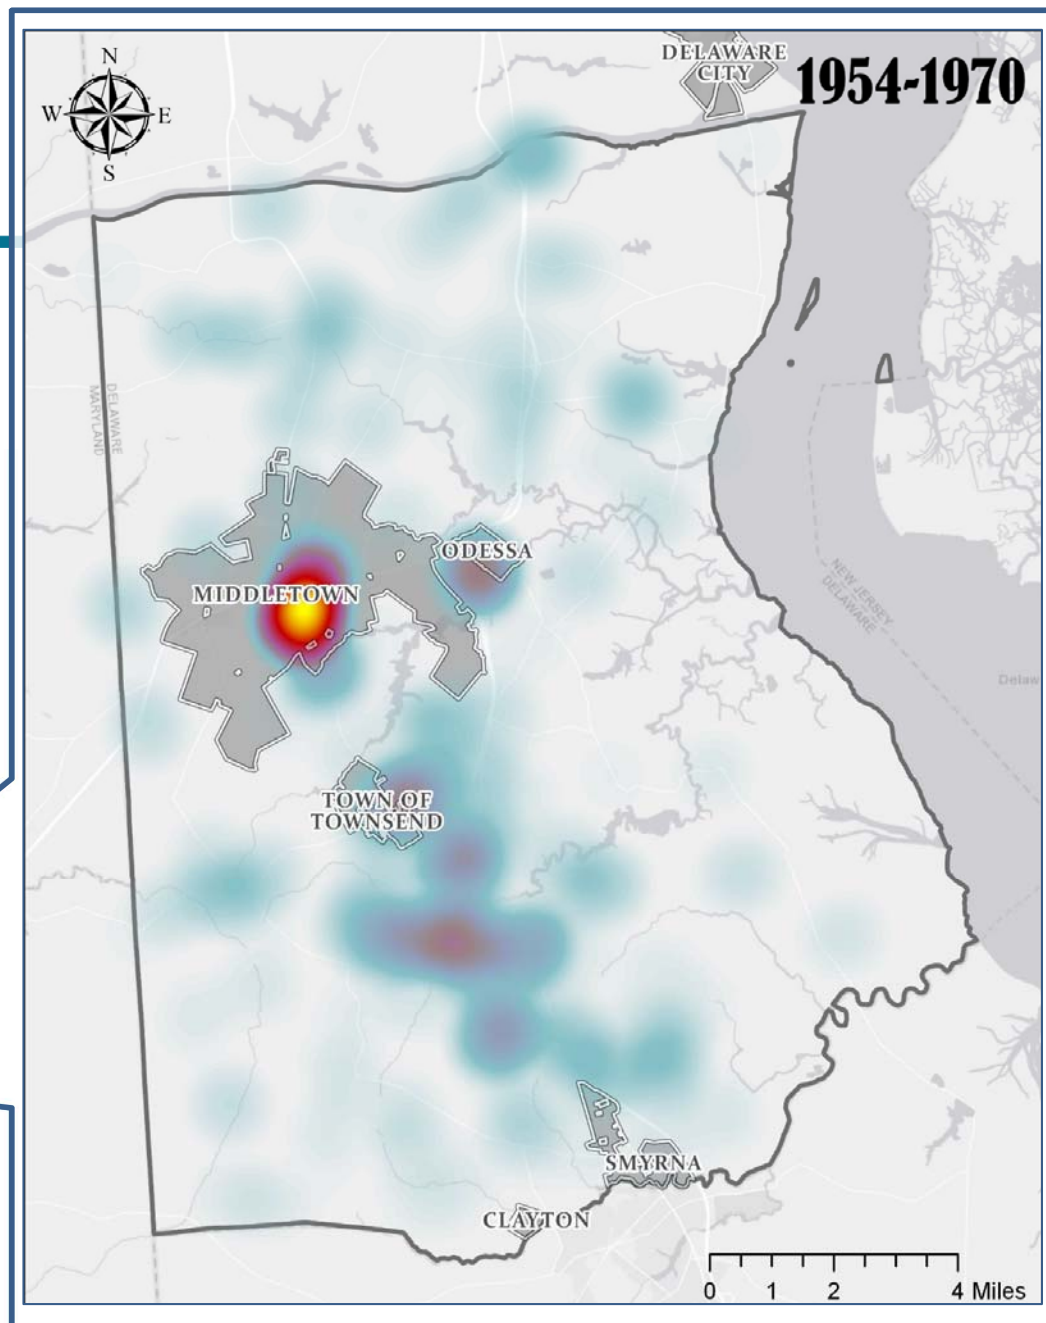 DELAWARE
CITY
1954-1970
N
W
E
S
DELAWARE
MARYLAND
ODESSA
MIDDLETOWN
NEW JERSEY
DELAWARE
Delaw
TOWN OF
TOWNSEND
SMYRNA
CLAYTON
0 1 2 4 Miles